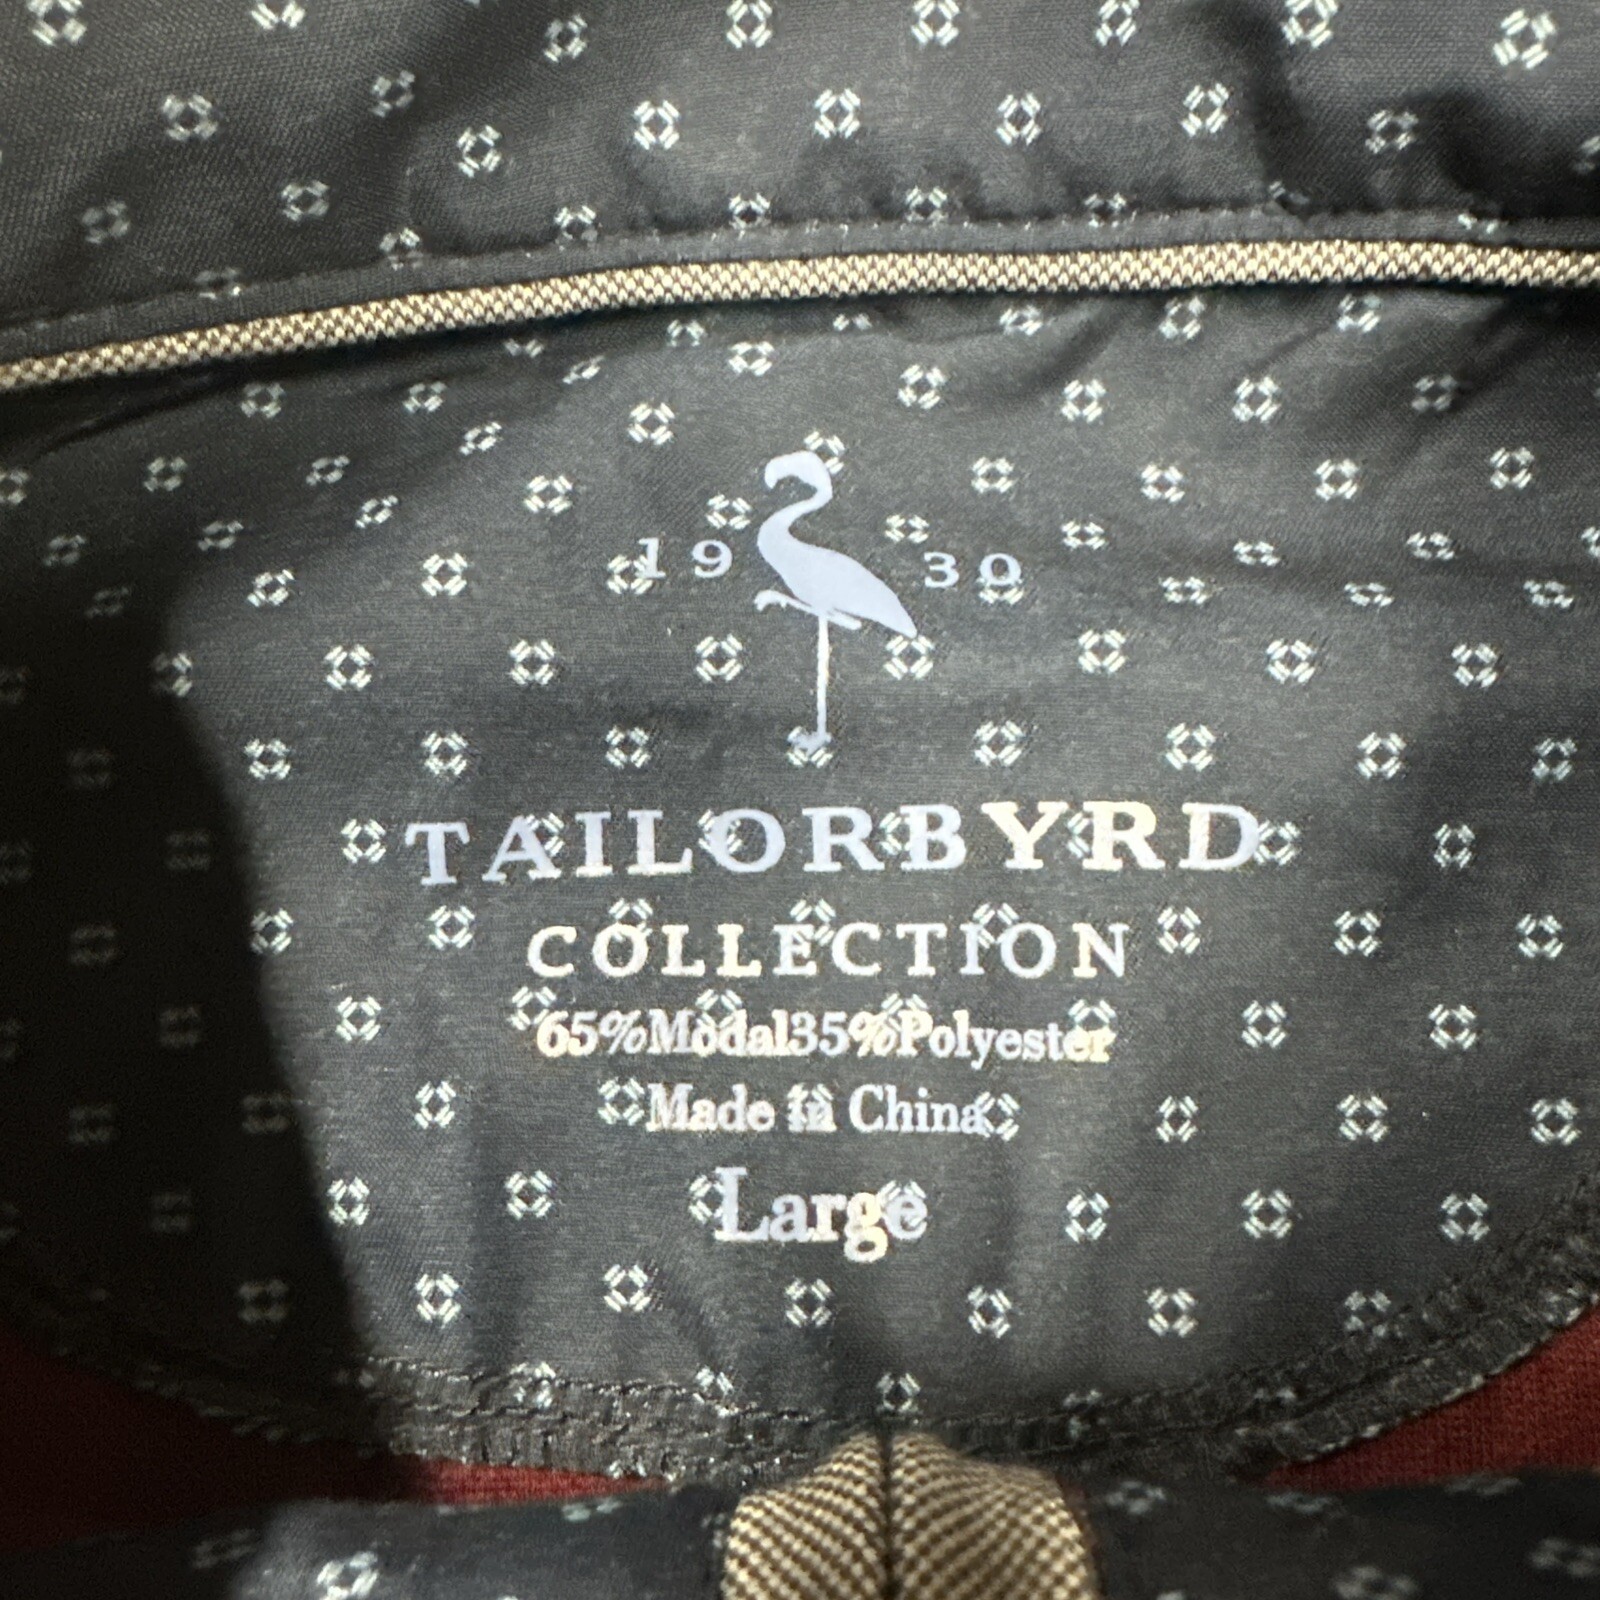 19 30
TAILORBYRD
COLLECTION
65%Modal35%Polyester
Made in China
Large